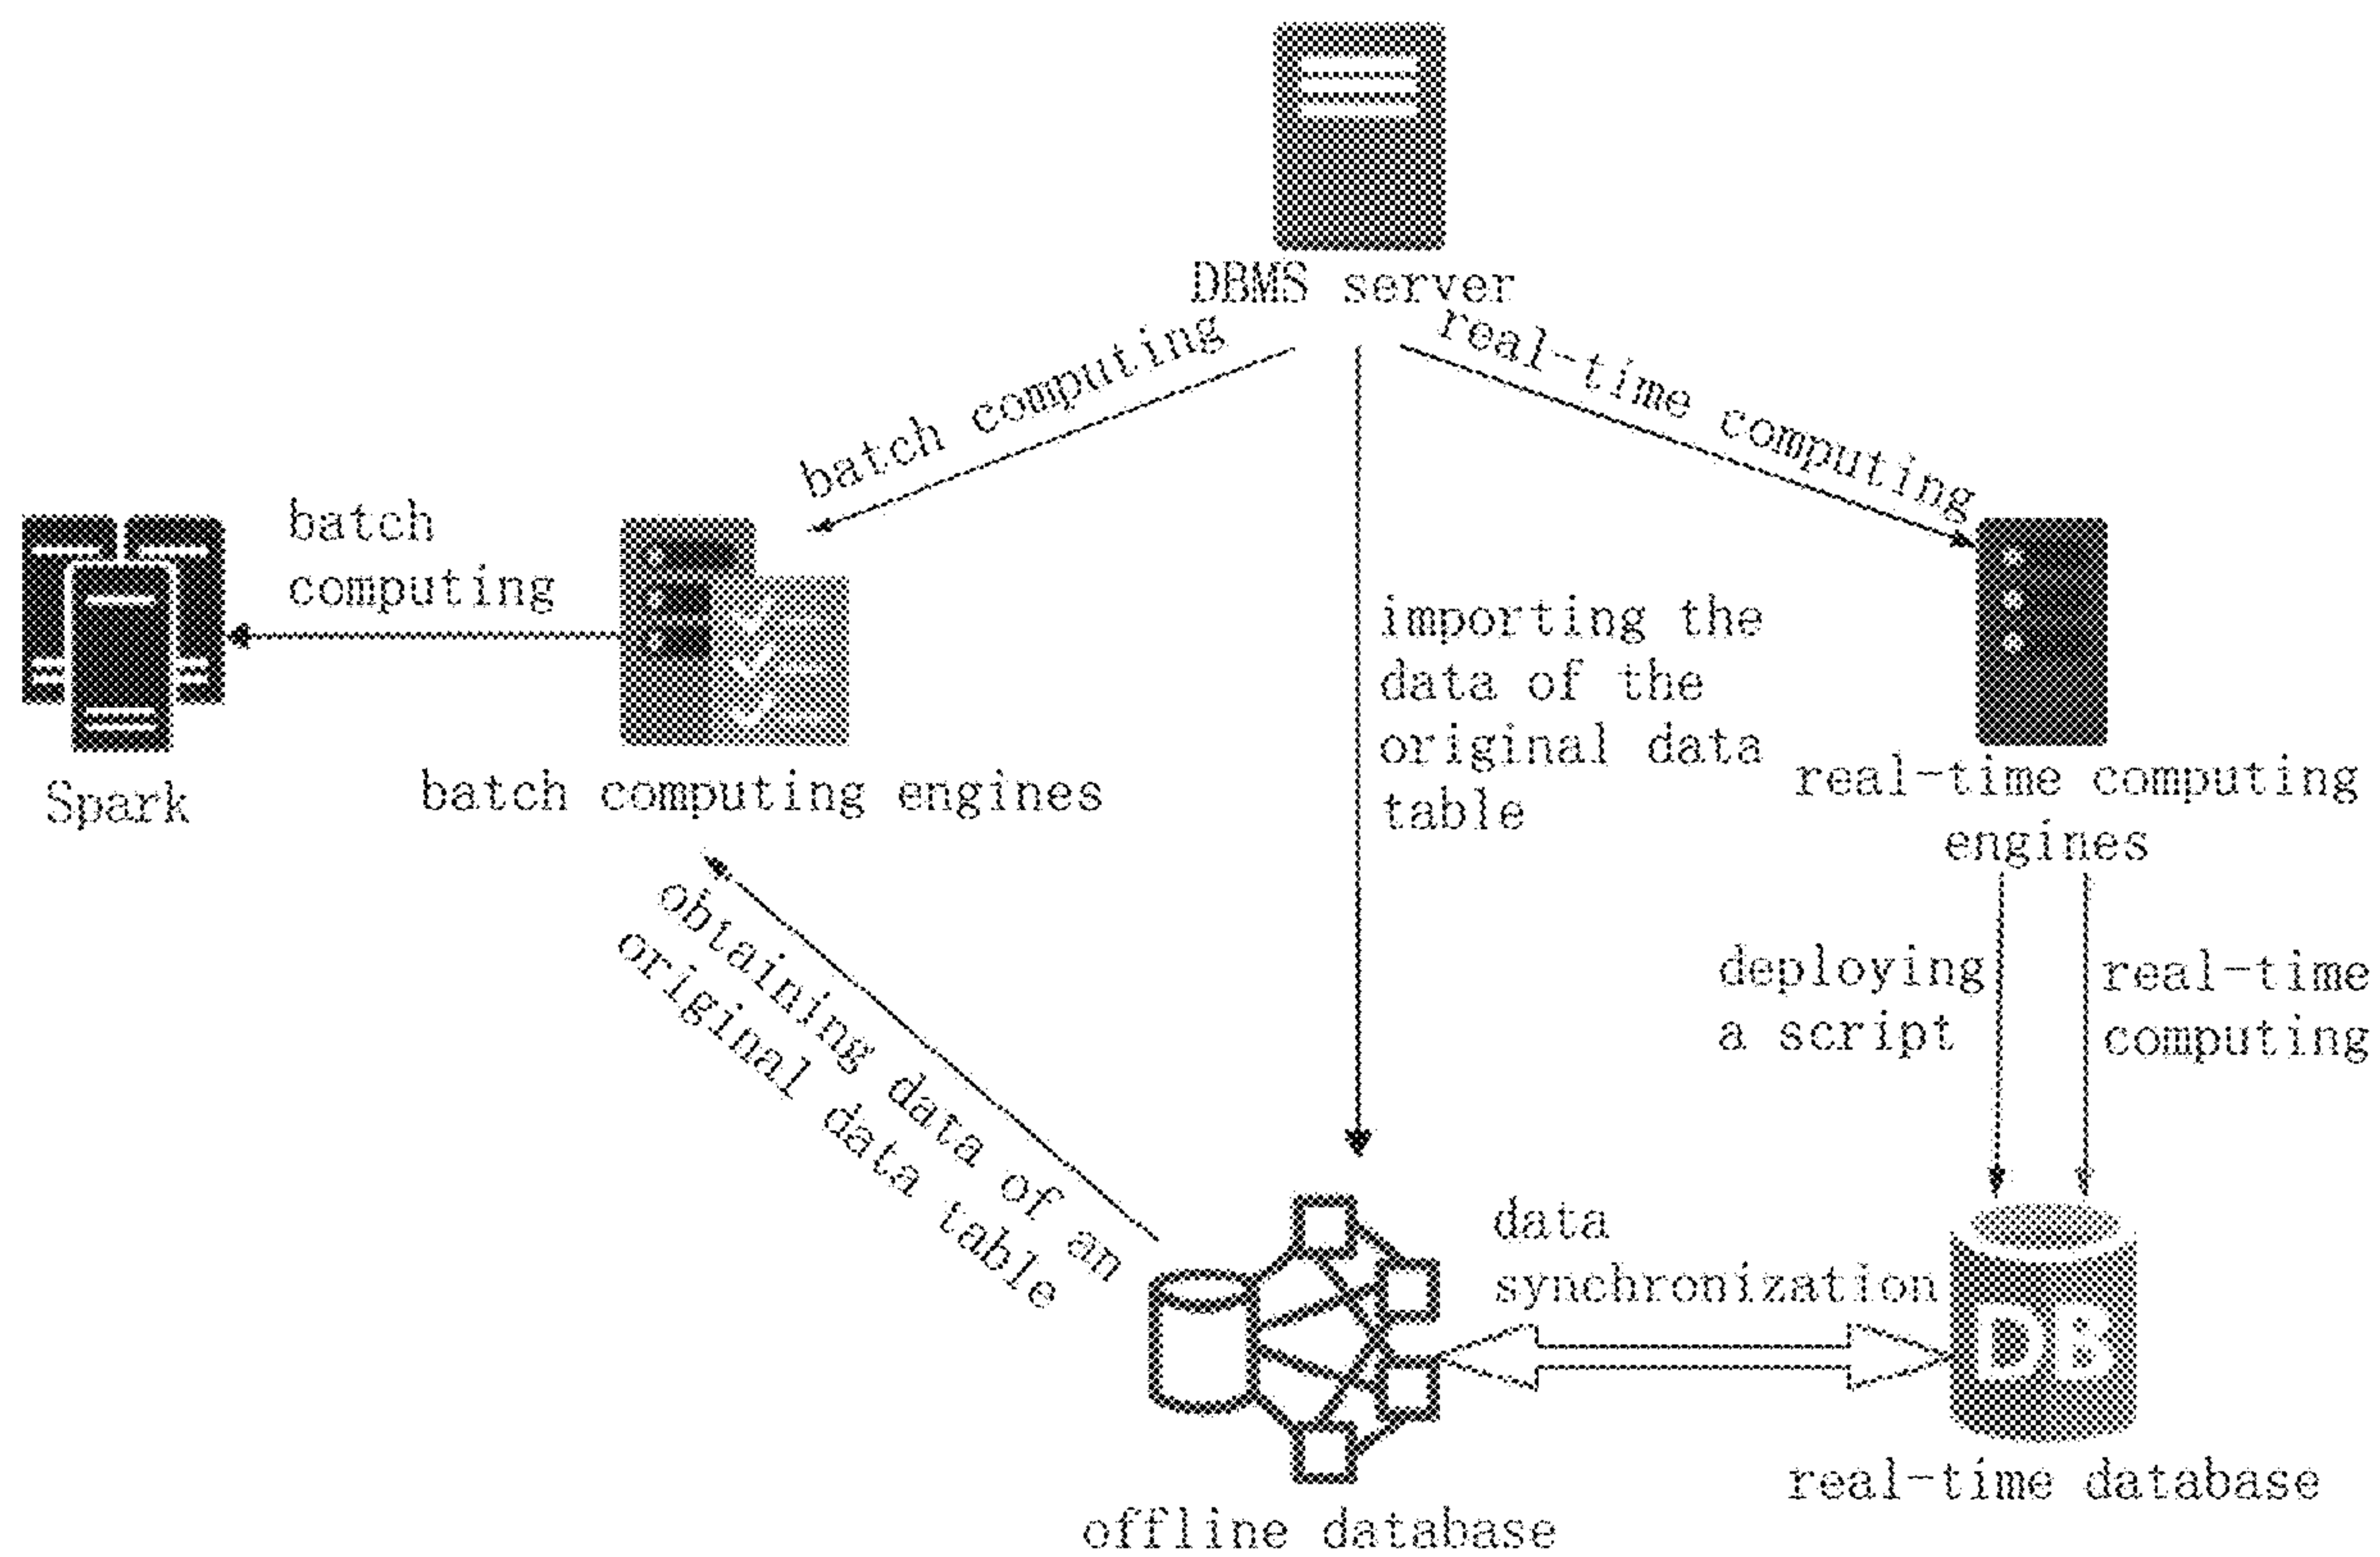 DBMS server
batch computing
real-time computing
batch
computing
importing the
data of the
original data
table
Spark
batch computing engines
real-time computing
engines
obtaining data of an
original data table
deploying
a script
real-time
computing
data
synchronization
DB
real-time database
offline database